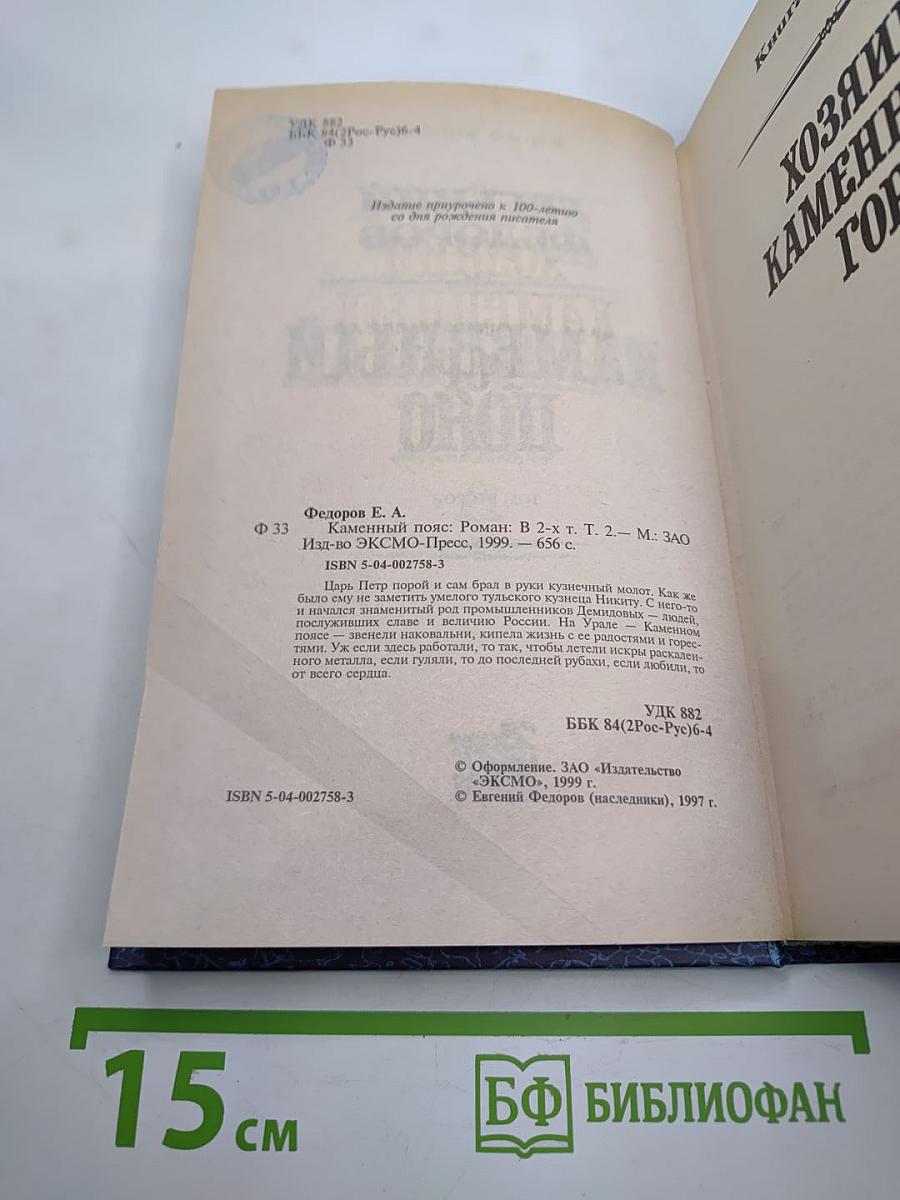 УДК 882
ББК 84(2Рос-Рус)6-4
Ф 33
Издание приурочено к 100-летию
со дня рождения писателя
Федоров Е. А.
Ф 33 Каменный пояс: Роман: В 2-х т. Т. 2.— М.: ЗАО
Изд-во ЭКСМО-Пресс, 1999. — 656 с.
ISBN 5-04-002758-3
Царь Петр порой и сам брал в руки кузнечный молот. Как же
было ему не заметить умелого тульского кузнеца Никиту. С него-то
и начался знаменитый род промышленников Демидовых — людей,
послуживших славе и величию России. На Урале — Каменном
поясе — звенели наковальни, кипела жизнь с ее радостями и горес-
тями. Уж если здесь работали, то так, чтобы летели искры раскален-
ного металла, если гуляли, то до последней рубахи, если любили, то
от всего сердца.
УДК 882
ББК 84(2Рос-Рус)6-4
© Оформление. ЗАО «Издательство
«ЭКСМО», 1999 г.
ISBN 5-04-002758-3 © Евгений Федоров (наследники), 1997 г.
ХОЗЯИ
КАМЕНН
ГОР
15 см
БФ БИБЛИОФАН